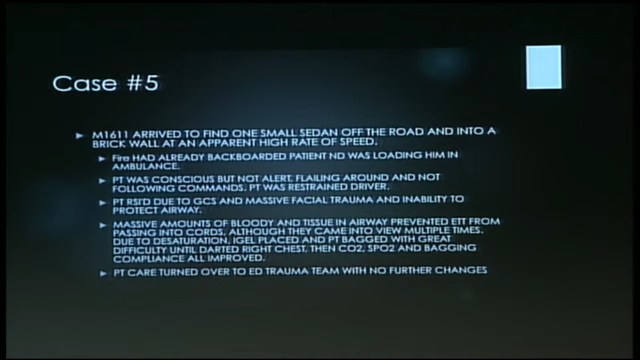 Case #5
M1611 ARRIVED TO FIND ONE SMALL SEDAN OFF THE ROAD AND INTO A
BRICK WALL AT AN APPARENT HIGH RATE OF SPEED.
Fire HAD ALREADY BACKBOARDED PATIENT ND WAS LOADING HIM IN
AMBULANCE.
PT WAS CONSCIOUS BUT NOT ALERT, FLAILING AROUND AND NOT
FOLLOWING COMMANDS. PT WAS RESTRAINED DRIVER.
PT RSI'D DUE TO GCS AND MASSIVE FACIAL TRAUMA AND INABILITY TO
PROTECT AIRWAY.
MASSIVE AMOUNTS OF BLOODY AND TISSUE IN AIRWAY PREVENTED ETT FROM
PASSING INTO CORDS, ALTHOUGH THEY CAME INTO VIEW MULTIPLE TIMES.
DUE TO DESATURATION, IGEL PLACED AND PT BAGGED WITH GREAT
DIFFICULTY UNTIL DARTED RIGHT CHEST, THEN CO2, SPO2 AND BAGGING
COMPLIANCE ALL IMPROVED.
PT CARE TURNED OVER TO ED TRAUMA TEAM WITH NO FURTHER CHANGES